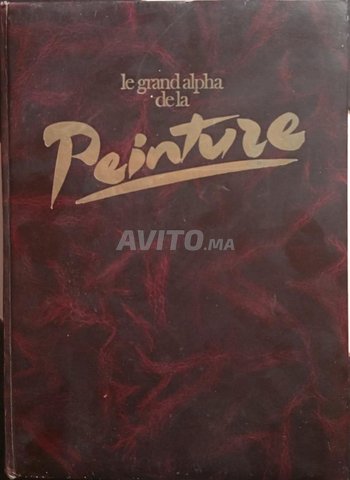 le grand alpha
de la
Peinture
AVITO.MA